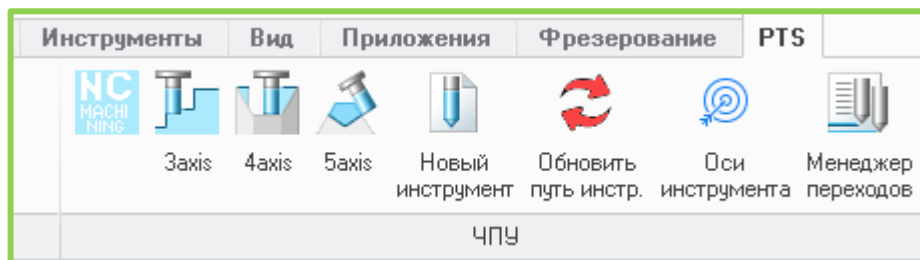 Инструменты Вид Приложения Фрезерование PTS
NC
MACHI
NING
3axis 4axis 5axis Новый Обновить Оси Менеджер
инструмент путь инстр. инструмента переходов
ЧПУ